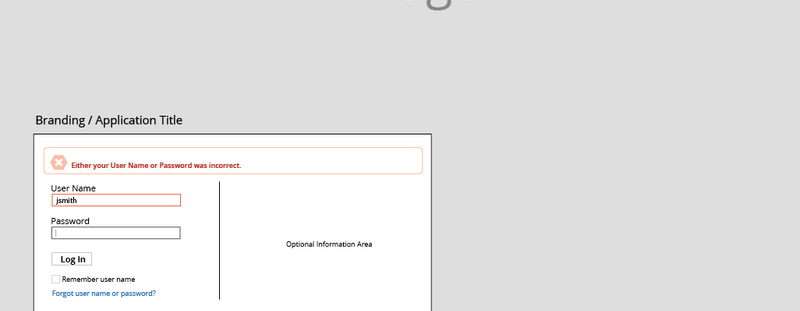 Branding / Application Title
Either your User Name or Password was incorrect.
User Name
jsmith
Password
Log In
Remember user name
Forgot user name or password?
Optional Information Area